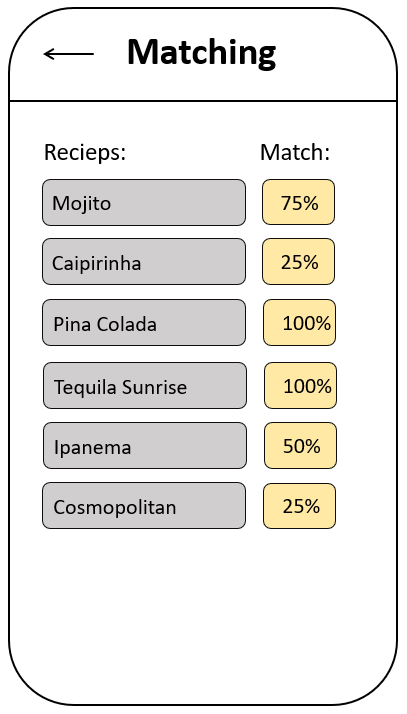 Matching
Recieps: Match:
Mojito 75%
Caipirinha 25%
Pina Colada 100%
Tequila Sunrise 100%
Ipanema 50%
Cosmopolitan 25%